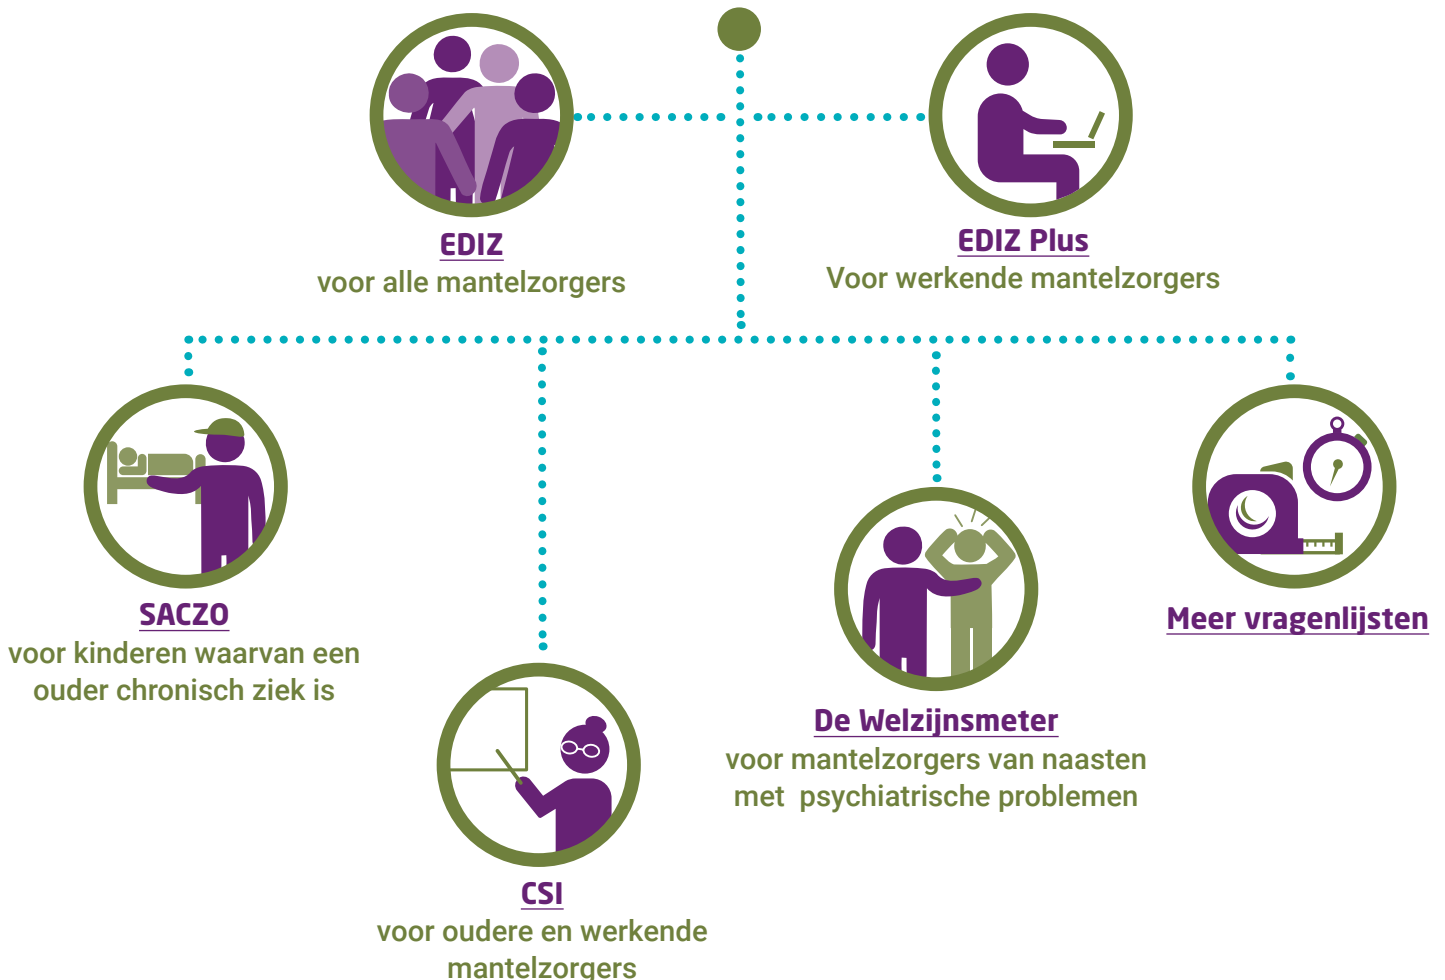 EDIZ
voor alle mantelzorgers
EDIZ Plus
Voor werkende mantelzorgers
SACZO
voor kinderen waarvan een
ouder chronisch ziek is
CSI
voor oudere en werkende
mantelzorgers
De Welzijnsmeter
voor mantelzorgers van naasten
met psychiatrische problemen
Meer vragenlijsten